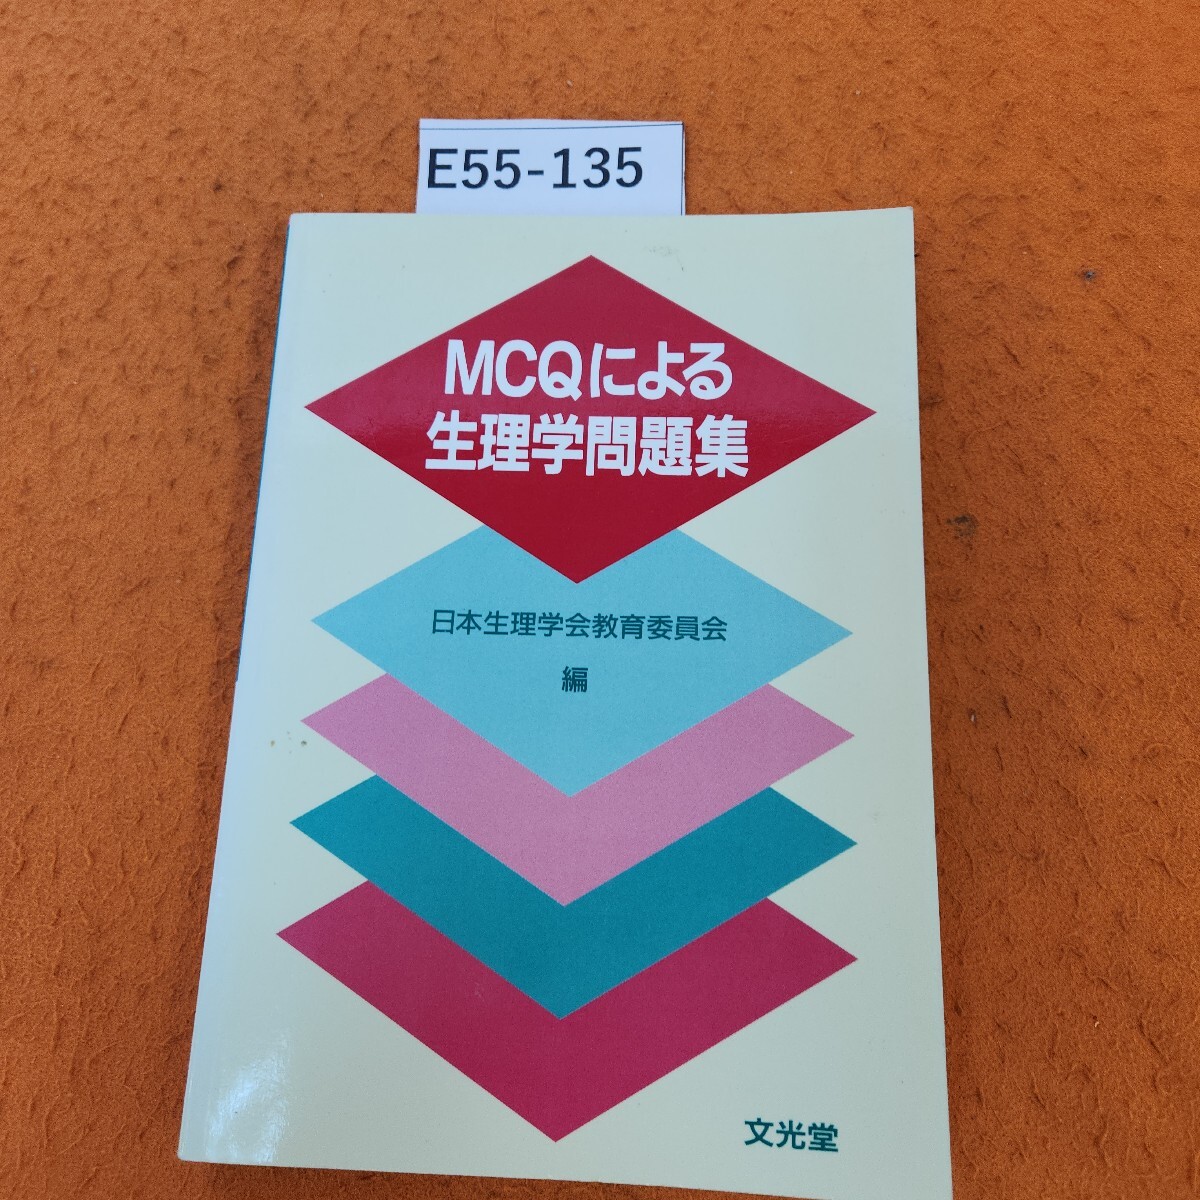 E55-135
MCQによる
生理学問題集
日本生理学会教育委員会
編
文光堂